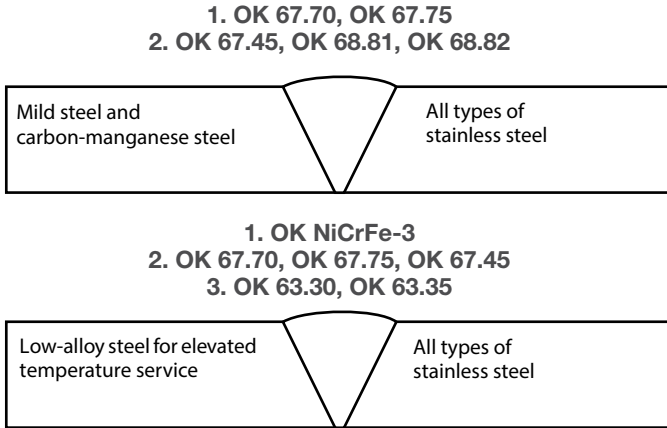 1. OK 67.70, OK 67.75
2. OK 67.45, OK 68.81, OK 68.82
Mild steel and
carbon-manganese steel
All types of
stainless steel
1. OK NiCrFe-3
2. OK 67.70, OK 67.75, OK 67.45
3. OK 63.30, OK 63.35
Low-alloy steel for elevated
temperature service
All types of
stainless steel